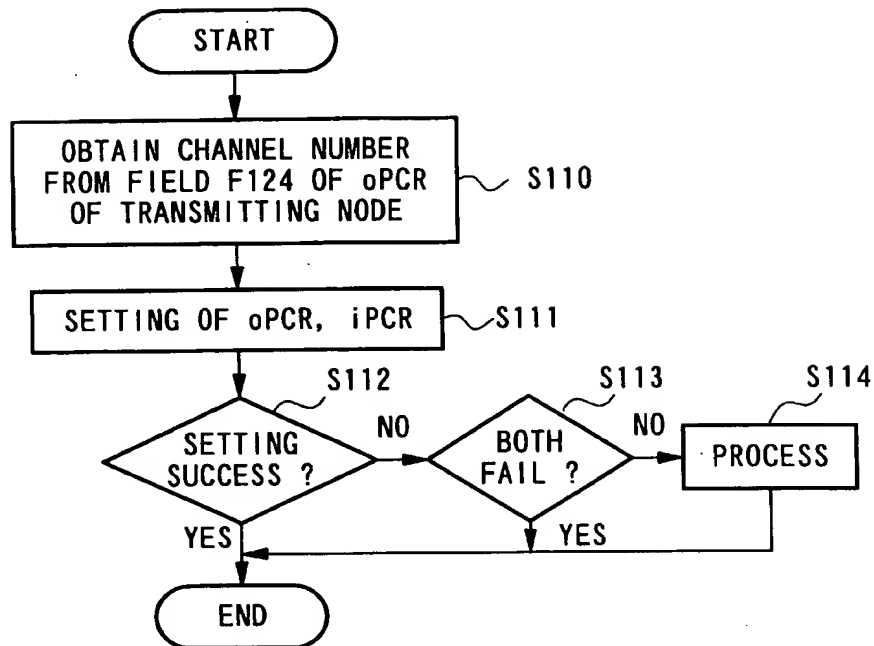 START
OBTAIN CHANNEL NUMBER
FROM FIELD F124 OF oPCR
OF TRANSMITTING NODE
S110
SETTING OF oPCR, iPCR
S111
S112
SETTING
SUCCESS ?
NO
YES
S113
BOTH
FAIL ?
NO
YES
S114
PROCESS
END